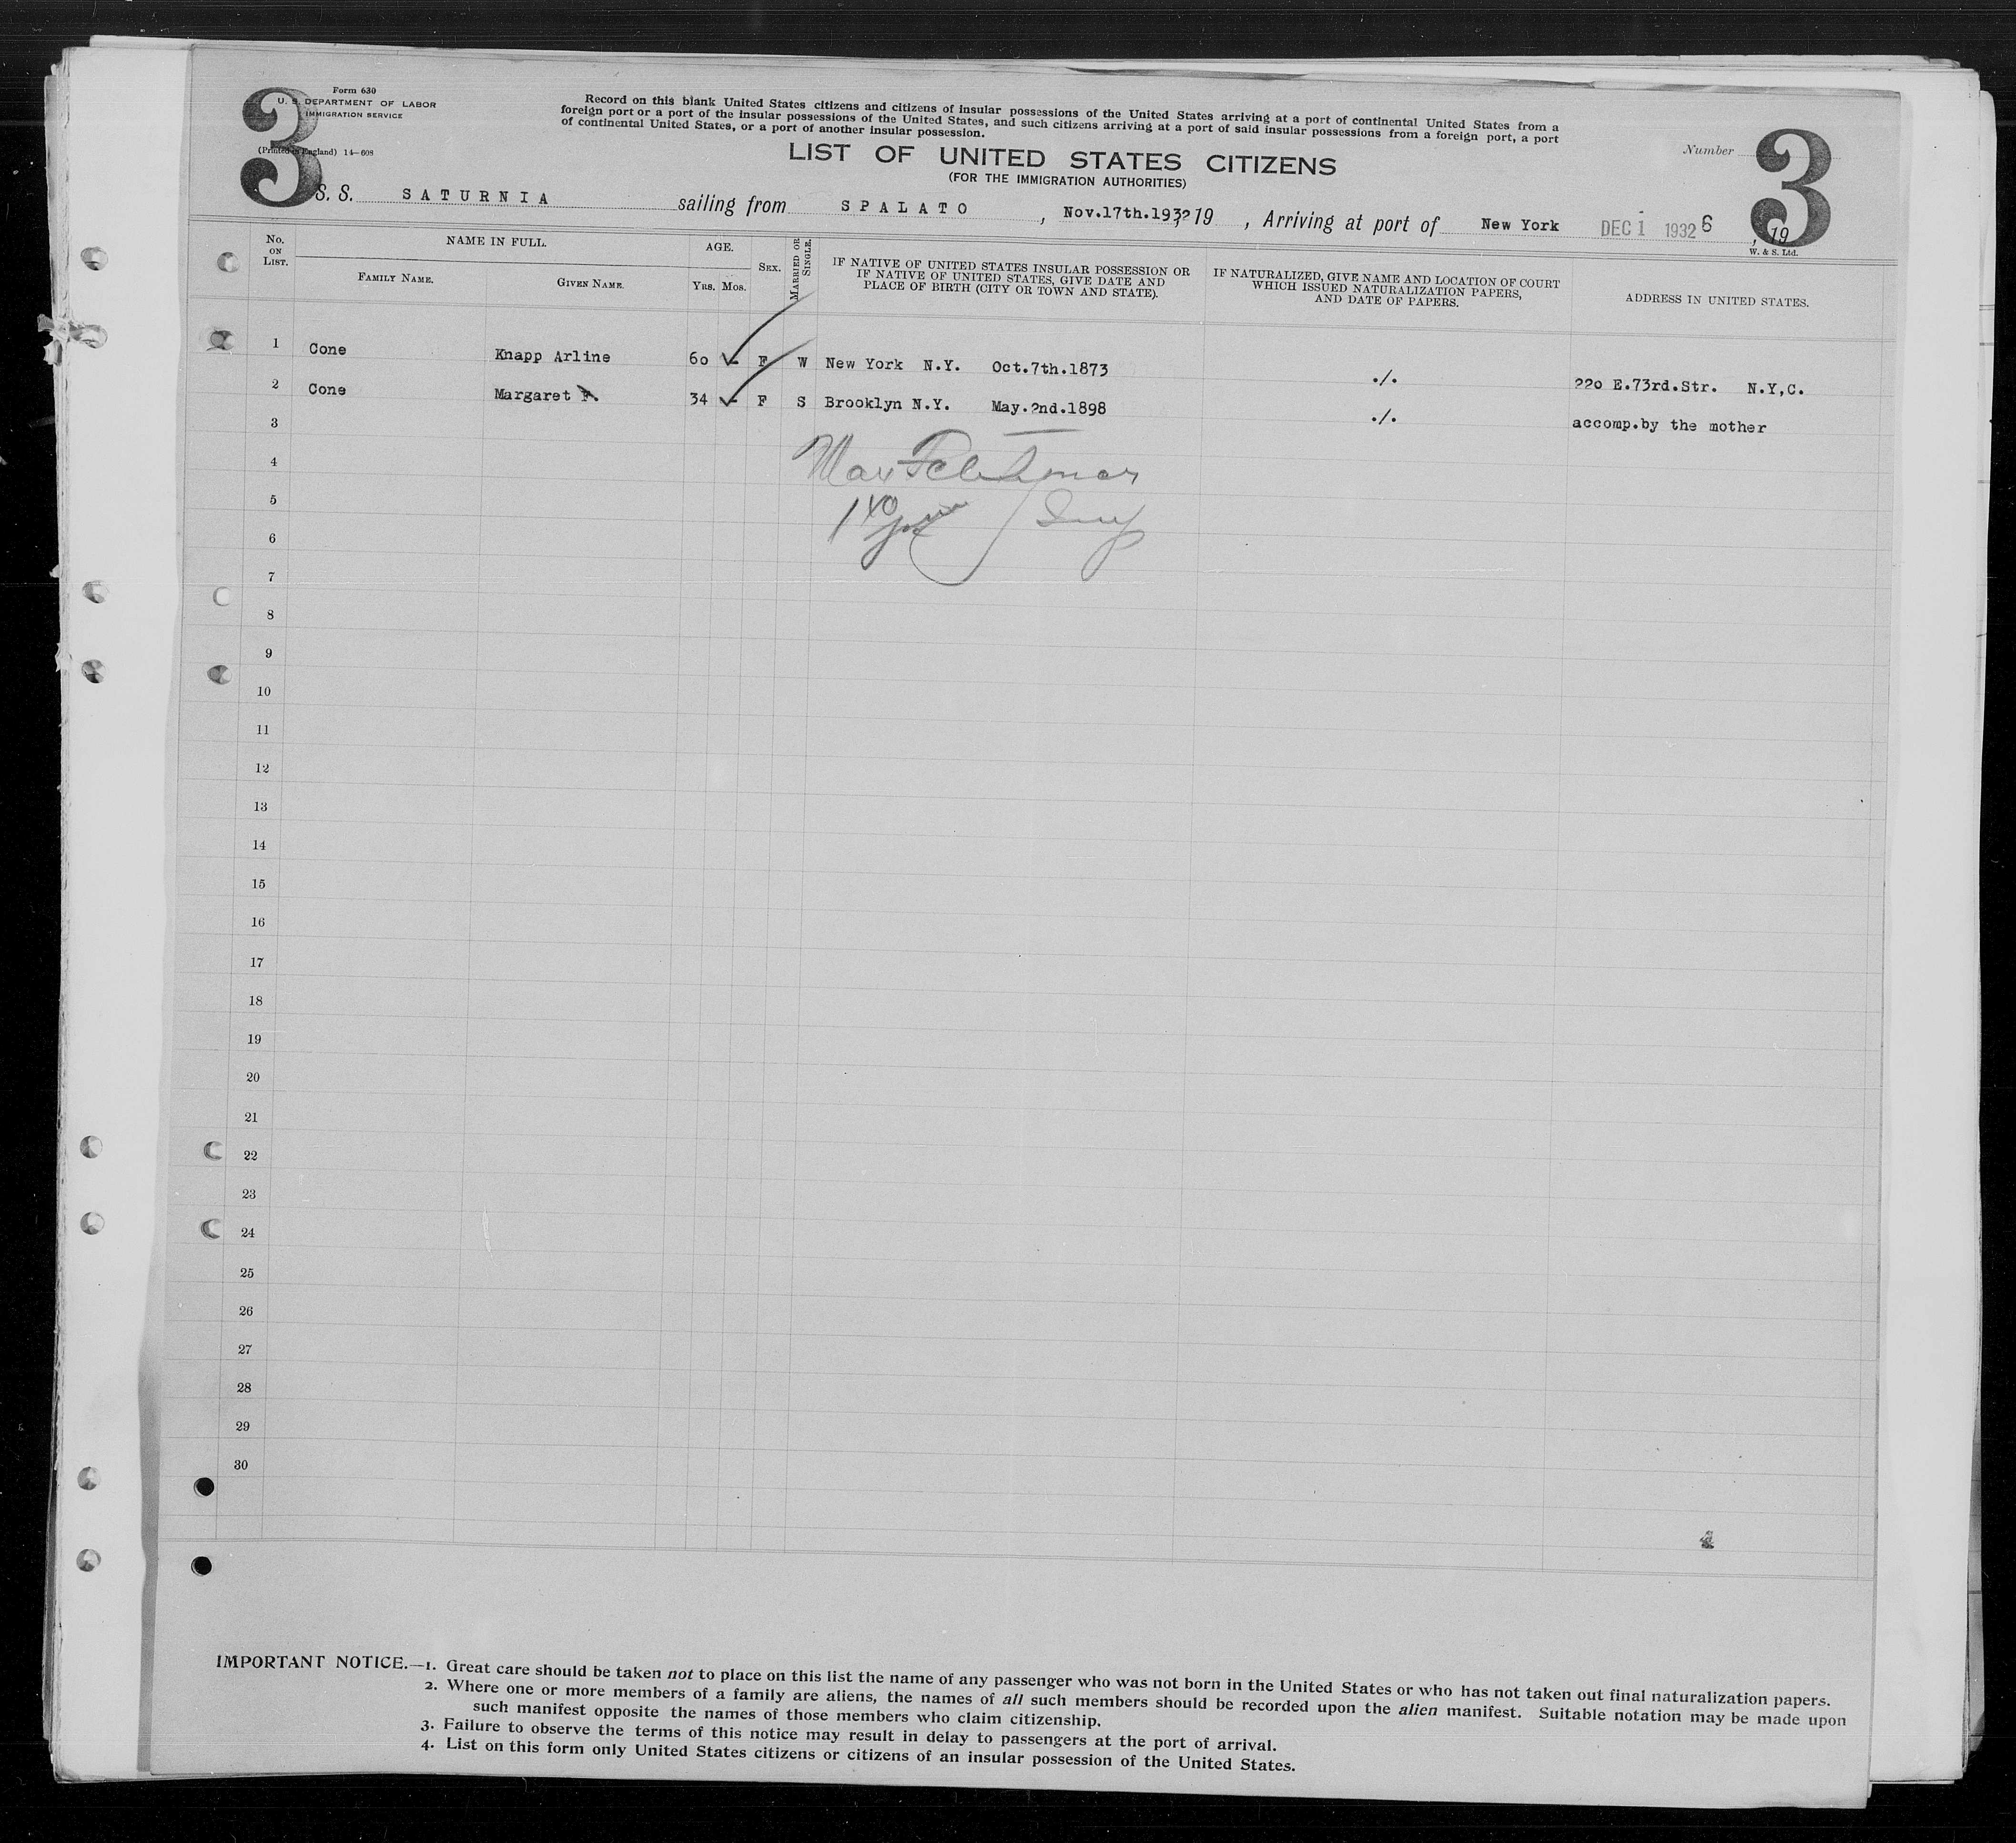 3 Form 630
U. S. DEPARTMENT OF LABOR
IMMIGRATION SERVICE
(Printed in England) 14—608
Record on this blank United States citizens and citizens of insular possessions of the United States arriving at a port of continental United States from a
foreign port or a port of the insular possessions of the United States, and such citizens arriving at a port of said insular possessions from a foreign port, a port
of continental United States, or a port of another insular possession.
LIST OF UNITED STATES CITIZENS
(FOR THE IMMIGRATION AUTHORITIES)
Number 3
S. S. SATURNIA sailing from SPALATO , Nov.17th.1932 19 , Arriving at port of New York DEC 1 1932 6 , 19
W. & S. Ltd.
No. ON LIST.
NAME IN FULL.
FAMILY NAME.
GIVEN NAME.
AGE.
YRS. MOS.
SEX.
MARRIED OR SINGLE.
IF NATIVE OF UNITED STATES INSULAR POSSESSION OR
IF NATIVE OF UNITED STATES, GIVE DATE AND
PLACE OF BIRTH (CITY OR TOWN AND STATE).
IF NATURALIZED, GIVE NAME AND LOCATION OF COURT
WHICH ISSUED NATURALIZATION PAPERS,
AND DATE OF PAPERS.
ADDRESS IN UNITED STATES.
1 Cone Knapp Arline 60 F W New York N.Y. Oct.7th.1873 ./. 220 E.73rd.Str. N.Y,C.
2 Cone Margaret F. 34 F S Brooklyn N.Y. May.2nd.1898 ./. accomp.by the mother
3
4
5
6
7
8
9
10
11
12
13
14
15
16
17
18
19
20
21
22
23
24
25
26
27
28
29
30
4
IMPORTANT NOTICE.—1. Great care should be taken not to place on this list the name of any passenger who was not born in the United States or who has not taken out final naturalization papers.
2. Where one or more members of a family are aliens, the names of all such members should be recorded upon the alien manifest. Suitable notation may be made upon
such manifest opposite the names of those members who claim citizenship.
3. Failure to observe the terms of this notice may result in delay to passengers at the port of arrival.
4. List on this form only United States citizens or citizens of an insular possession of the United States.